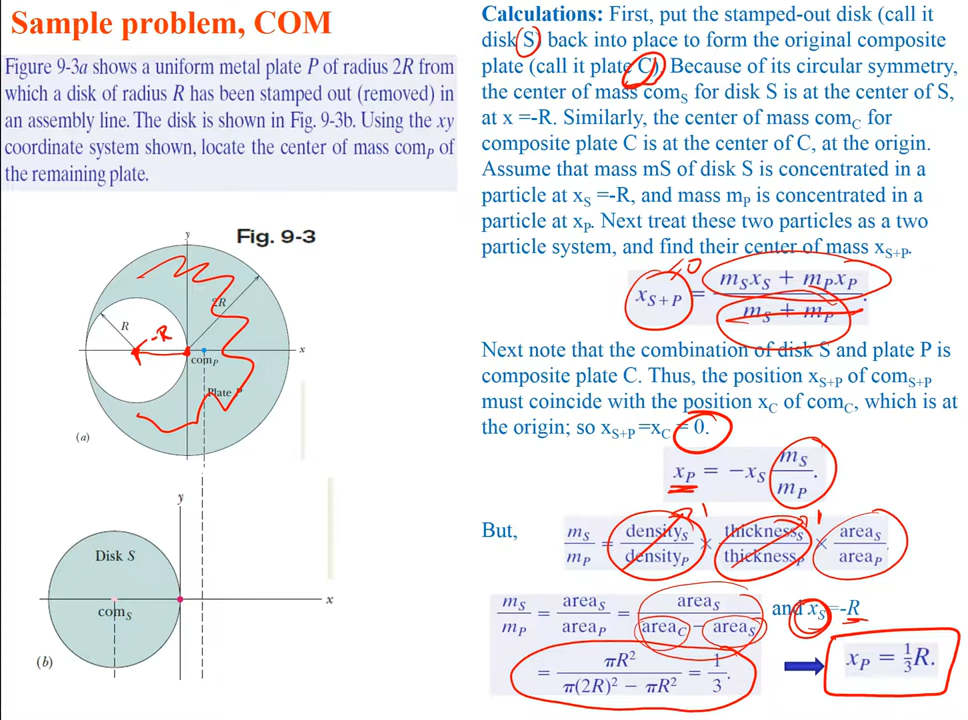 Sample problem, COM
Figure 9-3a shows a uniform metal plate P of radius 2R from
which a disk of radius R has been stamped out (removed) in
an assembly line. The disk is shown in Fig. 9-3b. Using the xy
coordinate system shown, locate the center of mass comP of
the remaining plate.
Fig. 9-3
y
2R
R
-R
x
comP
Plate P
(a)
y
Disk S
x
comS
(b)
Calculations: First, put the stamped-out disk (call it
disk S) back into place to form the original composite
plate (call it plate C). Because of its circular symmetry,
the center of mass comS for disk S is at the center of S,
at x =-R. Similarly, the center of mass comC for
composite plate C is at the center of C, at the origin.
Assume that mass mS of disk S is concentrated in a
particle at xS =-R, and mass mP is concentrated in a
particle at xP. Next treat these two particles as a two
particle system, and find their center of mass xS+P.
0
xS+P = (mSxS + mPxP) / (mS + mP).
Next note that the combination of disk S and plate P is
composite plate C. Thus, the position xS+P of comS+P
must coincide with the position xC of comC, which is at
the origin; so xS+P =xC = 0.
xP = −xS mS / mP.
But,
1 1
mS / mP = densityS / densityP × thicknessS / thicknessP × areaS / areaP.
mS / mP = areaS / areaP = areaS / (areaC − areaS)
and xS=-R
= πR² / (π(2R)² − πR²) = 1/3.
xP = 1/3 R.